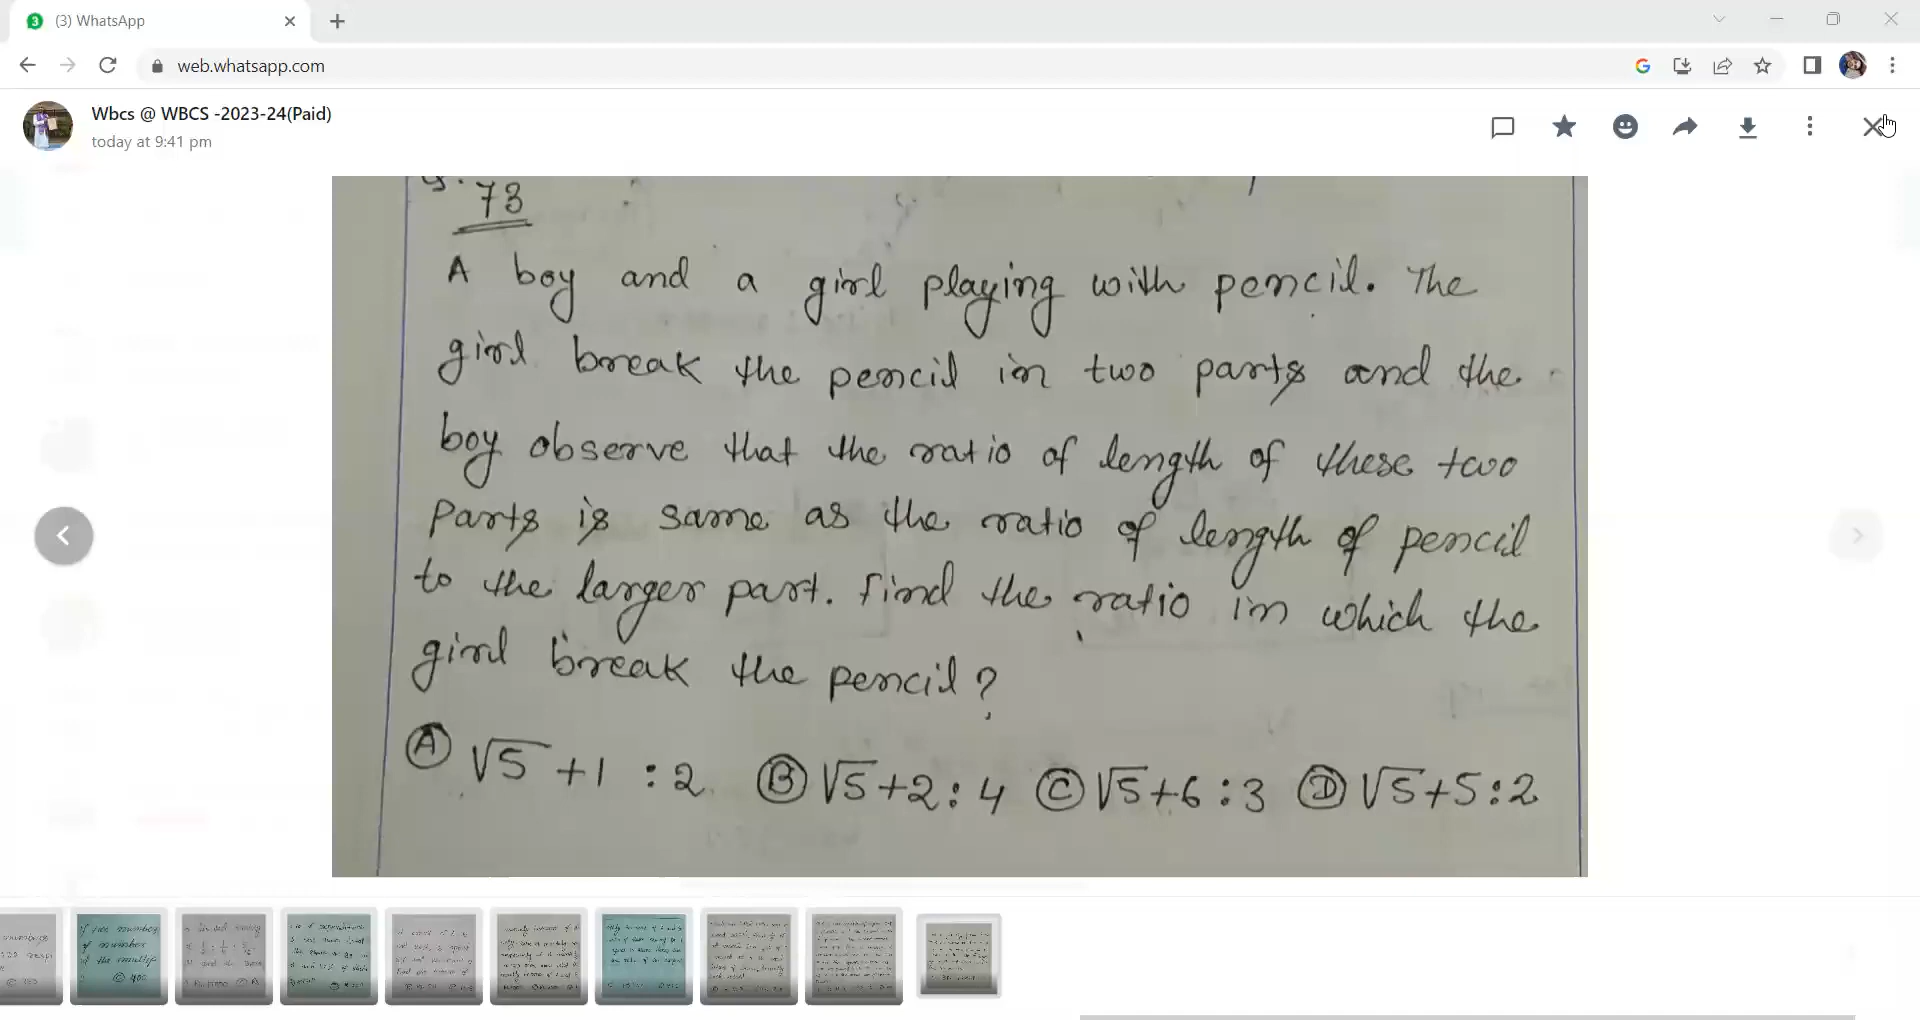 (3) WhatsApp
web.whatsapp.com
Wbcs @ WBCS -2023-24(Paid)
today at 9:41 pm
73
A boy and a girl playing with pencil. The
girl break the pencil in two parts and the
boy observe that the ratio of length of these two
parts is same as the ratio of length of pencil
to the larger part. Find the ratio in which the
girl break the pencil?
Ⓐ √5+1 : 2 Ⓑ √5+2 : 4 Ⓒ √5+6 : 3 Ⓓ √5+5 : 2